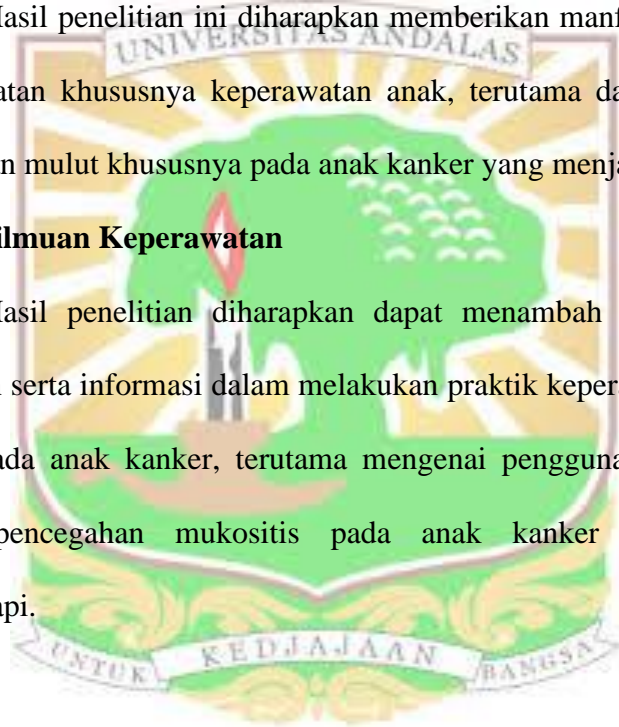 Hasil penelitian ini diharapkan memberikan manf
UNIVERSITAS ANDALAS
atan khususnya keperawatan anak, terutama da
n mulut khususnya pada anak kanker yang menja
ilmuan Keperawatan
Hasil penelitian diharapkan dapat menambah
serta informasi dalam melakukan praktik keper
ada anak kanker, terutama mengenai pengguna
pencegahan mukositis pada anak kanker
api.
UNTUK KEDJAJAAN BANGSA